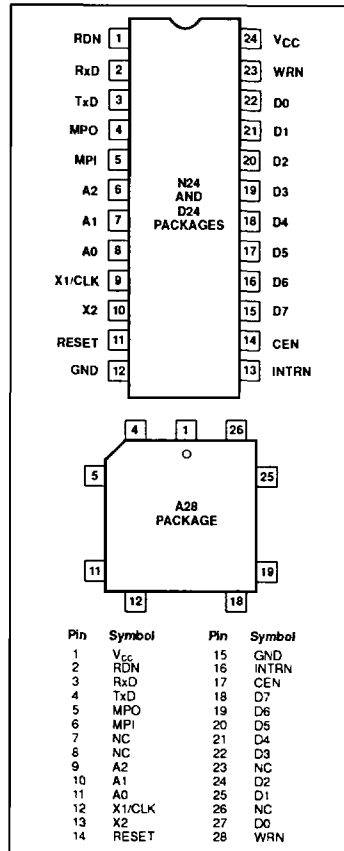 RDN 1 24 VCC
RxD 2 23 WRN
TxD 3 22 D0
MPO 4 21 D1
MPI 5 20 D2
A2 6 19 D3
A1 7 18 D4
A0 8 17 D5
X1/CLK 9 16 D6
X2 10 15 D7
RESET 11 14 CEN
GND 12 13 INTRN
N24
AND
D24
PACKAGES
4 1 26
5 25
A28
PACKAGE
11 19
12 18
Pin Symbol Pin Symbol
1 VCC 15 GND
2 RDN 16 INTRN
3 RxD 17 CEN
4 TxD 18 D7
5 MPO 19 D6
6 MPI 20 D5
7 NC 21 D4
8 NC 22 D3
9 A2 23 NC
10 A1 24 D2
11 A0 25 D1
12 X1/CLK 26 NC
13 X2 27 D0
14 RESET 28 WRN